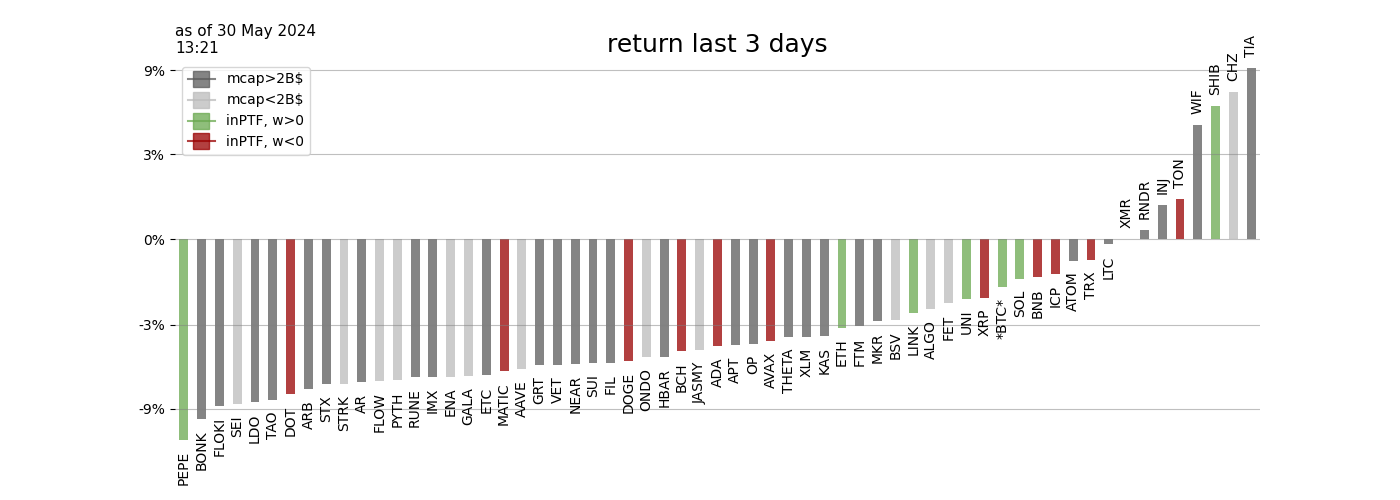 as of 30 May 2024
13:21
return last 3 days
mcap>2B$
mcap<2B$
inPTF, w>0
inPTF, w<0
9%
3%
0%
-3%
-9%
PEPE
BONK
FLOKI
SEI
LDO
TAO
DOT
ARB
STX
STRK
AR
FLOW
PYTH
RUNE
IMX
ENA
GALA
ETC
MATIC
AAVE
GRT
VET
NEAR
SUI
FIL
DOGE
ONDO
HBAR
BCH
JASMY
ADA
APT
OP
AVAX
THETA
XLM
KAS
ETH
FTM
MKR
BSV
LINK
ALGO
FET
UNI
XRP
*BTC*
SOL
BNB
ICP
ATOM
TRX
LTC
XMR
RNDR
INJ
TON
WIF
SHIB
CHZ
TIA